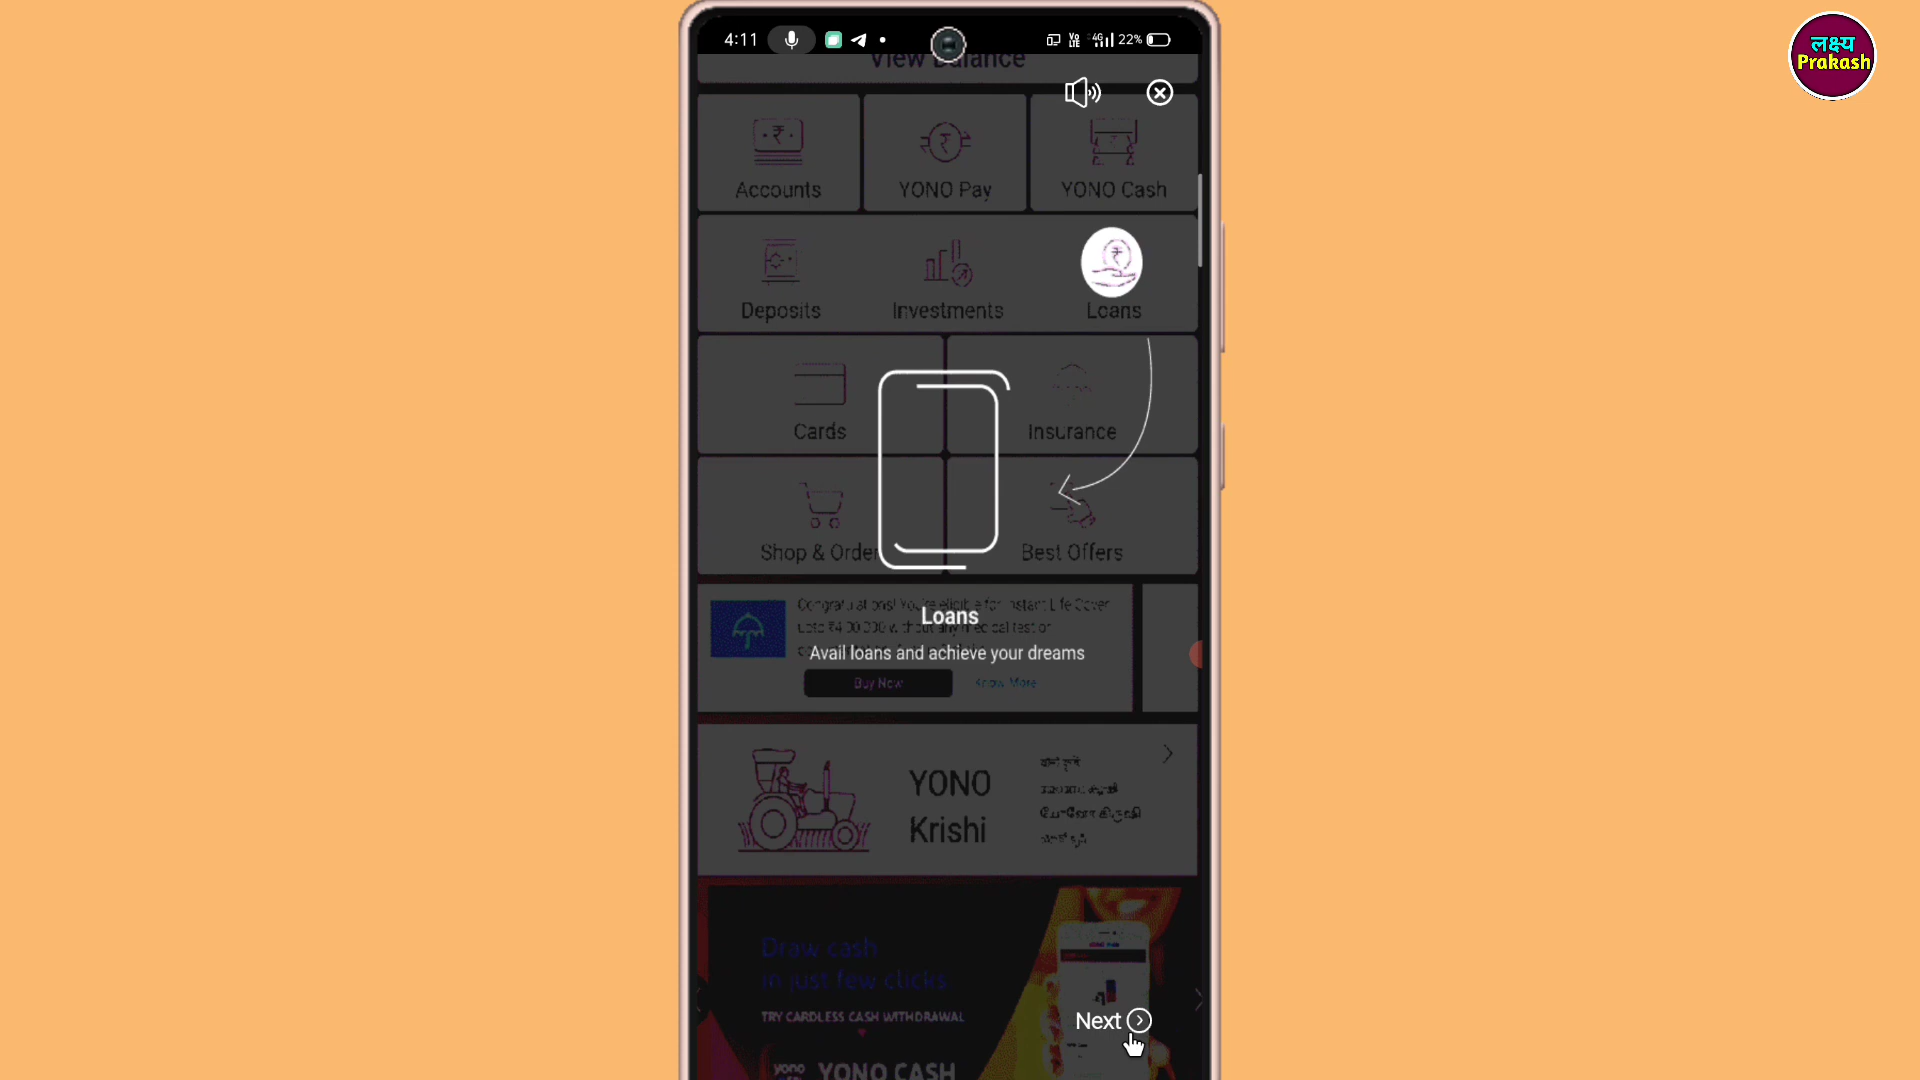 4:11
22%
लक्ष्य
Prakash
View Balance
Accounts
YONO Pay
YONO Cash
Deposits
Investments
Loans
Cards
Insurance
Shop & Order
Best Offers
Congratulations! You're eligible for Instant Life Cover
upto ₹4,00,000 without any medical test or
Loans
Avail loans and achieve your dreams
Buy Now
Know More
YONO
Krishi
Draw cash
in just few clicks
TRY CARDLESS CASH WITHDRAWAL
Next
yono
YONO CASH